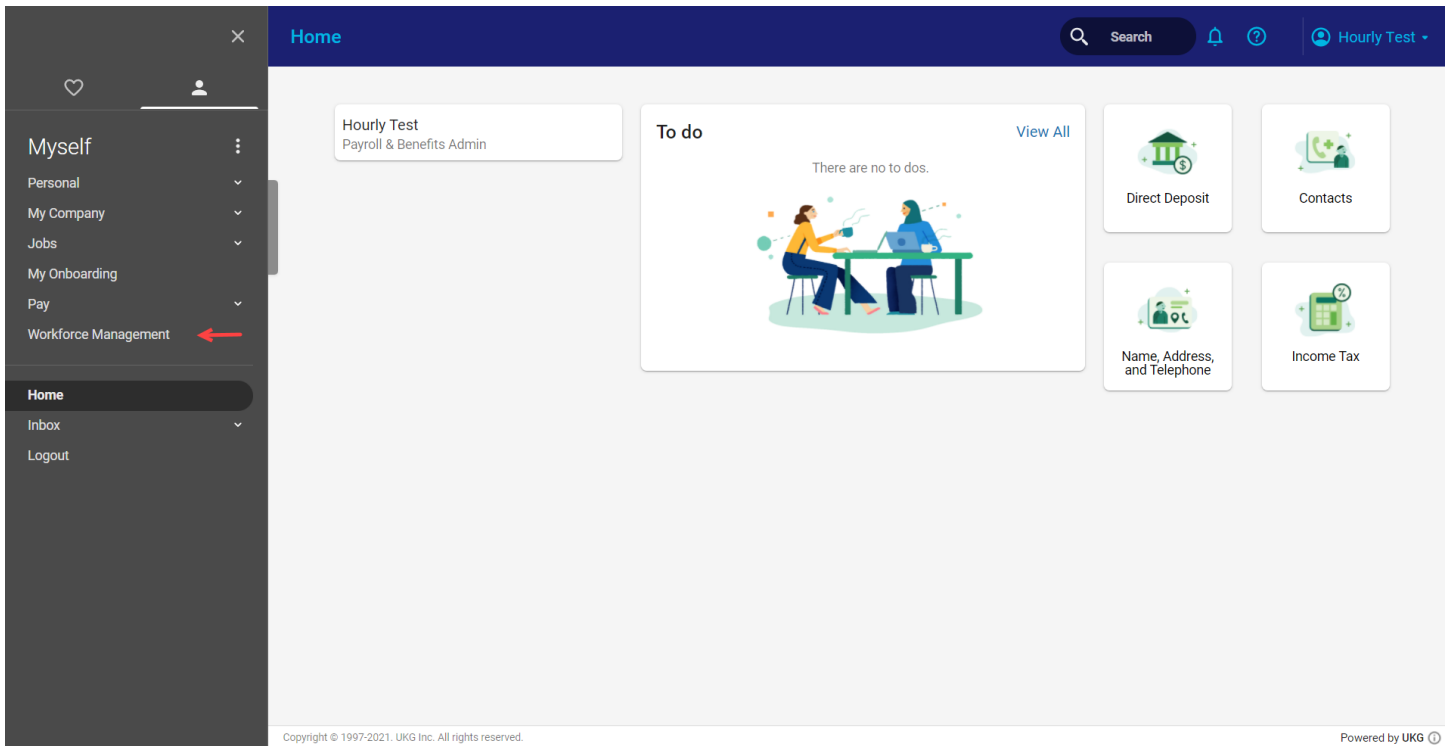 Home
Search
Hourly Test
Myself
Personal
My Company
Jobs
My Onboarding
Pay
Workforce Management
Home
Inbox
Logout
Hourly Test
Payroll & Benefits Admin
To do
View All
There are no to dos.
Direct Deposit
Contacts
Name, Address,
and Telephone
Income Tax
Copyright © 1997-2021. UKG Inc. All rights reserved.
Powered by UKG